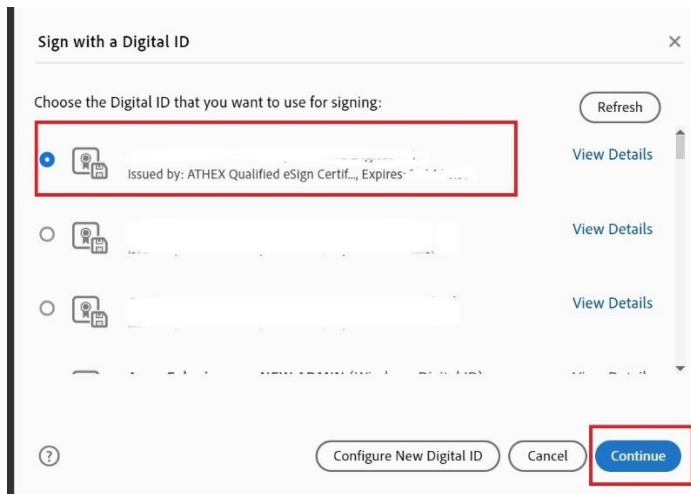 Sign with a Digital ID
Choose the Digital ID that you want to use for signing:
Refresh
View Details
Issued by: ATHEX Qualified eSign Certif..., Expires
View Details
View Details
Configure New Digital ID
Cancel
Continue